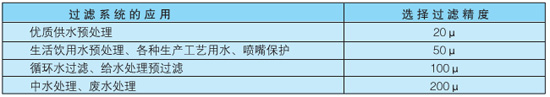 过滤系统的应用 选择过滤精度
优质供水预处理 20μ
生活饮用水预处理、各种生产工艺用水、喷嘴保护 50μ
循环水过滤、给水处理预过滤 100μ
中水处理、废水处理 200μ